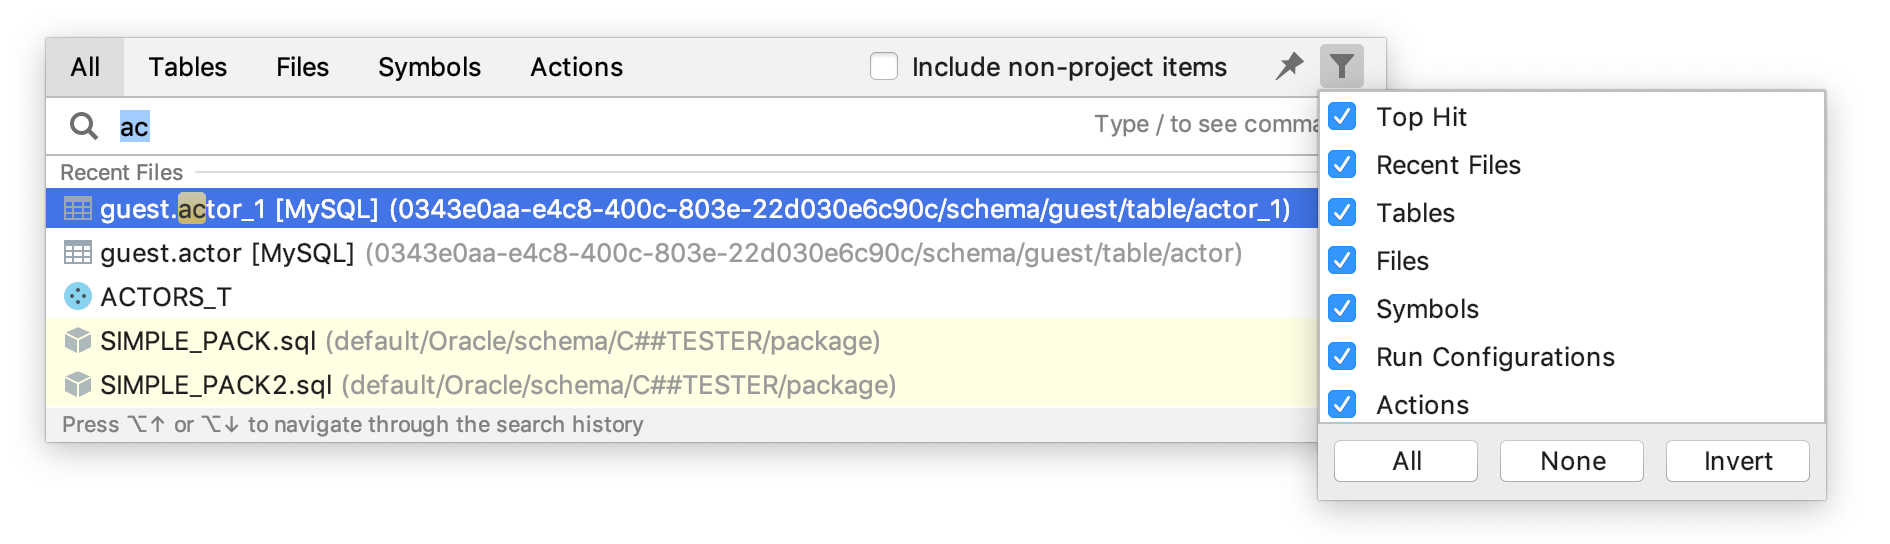 All Tables Files Symbols Actions Include non-project items
ac Type / to see comma
Recent Files
guest.actor_1 [MySQL] (0343e0aa-e4c8-400c-803e-22d030e6c90c/schema/guest/table/actor_1)
guest.actor [MySQL] (0343e0aa-e4c8-400c-803e-22d030e6c90c/schema/guest/table/actor)
ACTORS_T
SIMPLE_PACK.sql (default/Oracle/schema/C##TESTER/package)
SIMPLE_PACK2.sql (default/Oracle/schema/C##TESTER/package)
Press ⌥↑ or ⌥↓ to navigate through the search history
Top Hit
Recent Files
Tables
Files
Symbols
Run Configurations
Actions
All None Invert